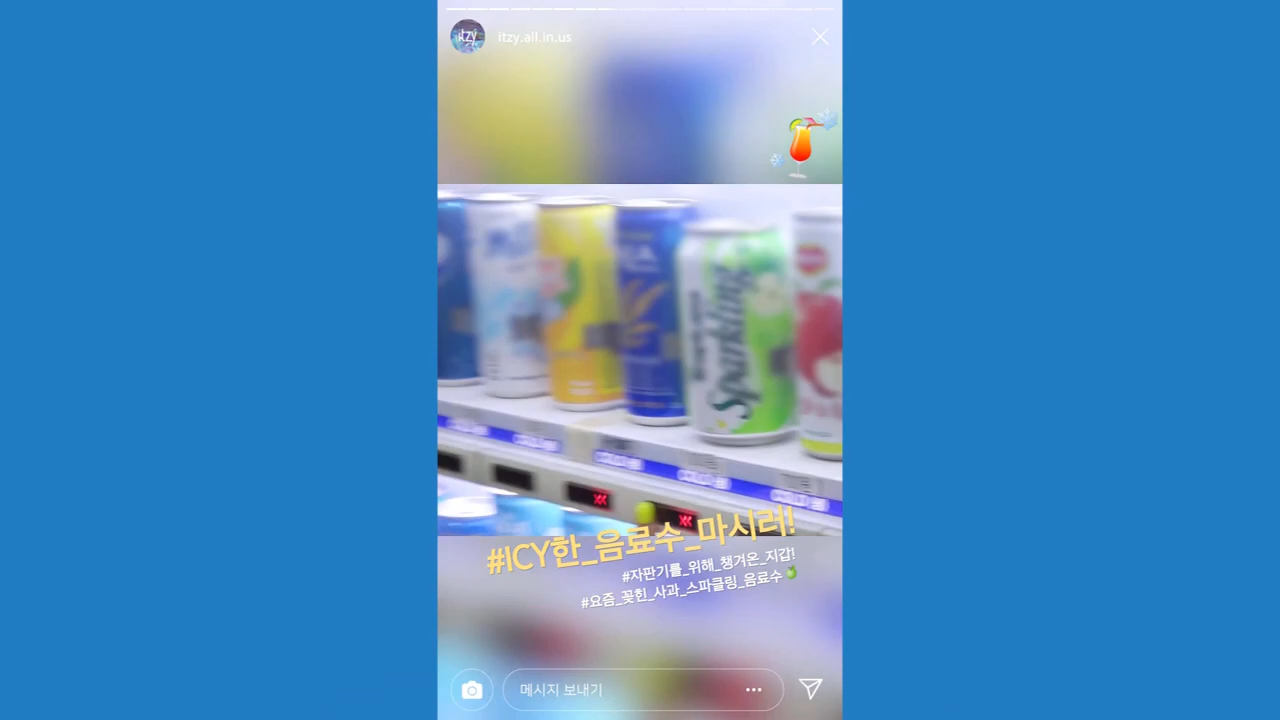 itzy
itzy.all.in.us
Sparkling
#ICY한_음료수_마시러!
#자판기를_위해_챙겨온_지갑!
#요즘_꽂힌_사과_스파클링_음료수
메시지 보내기